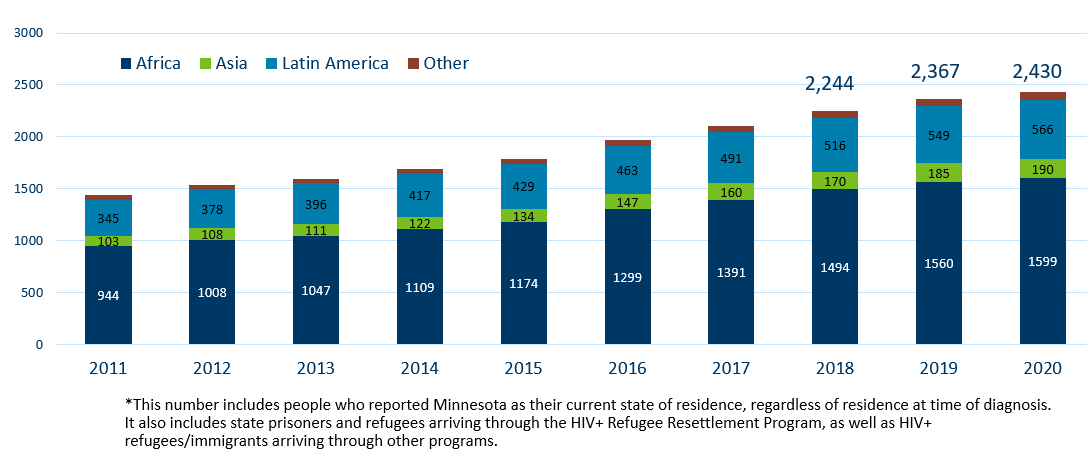 3000
Africa Asia Latin America Other
2,244 2,367 2,430
2500
2000
1500
1000
500
0
345 378 396 417 429 463 491 516 549 566
103 108 111 122 134 147 160 170 185 190
944 1008 1047 1109 1174 1299 1391 1494 1560 1599
2011 2012 2013 2014 2015 2016 2017 2018 2019 2020
*This number includes people who reported Minnesota as their current state of residence, regardless of residence at time of diagnosis.
It also includes state prisoners and refugees arriving through the HIV+ Refugee Resettlement Program, as well as HIV+
refugees/immigrants arriving through other programs.